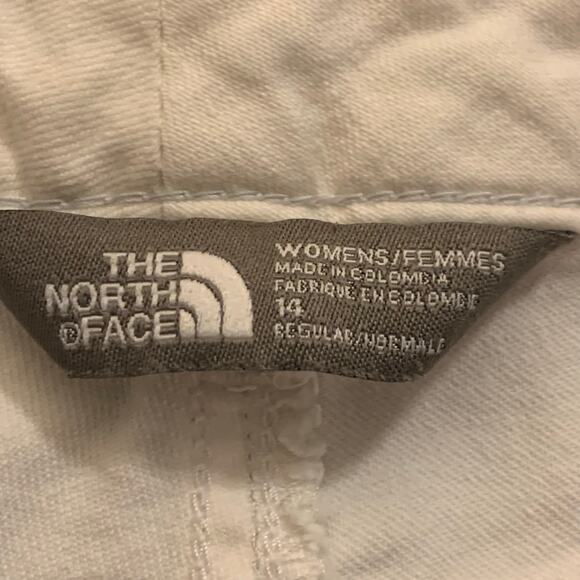 THE
NORTH
®FACE
WOMENS/FEMMES
MADE IN COLOMBIA
FABRIQUE EN COLOMBIE
14
REGULAR/NORMALE